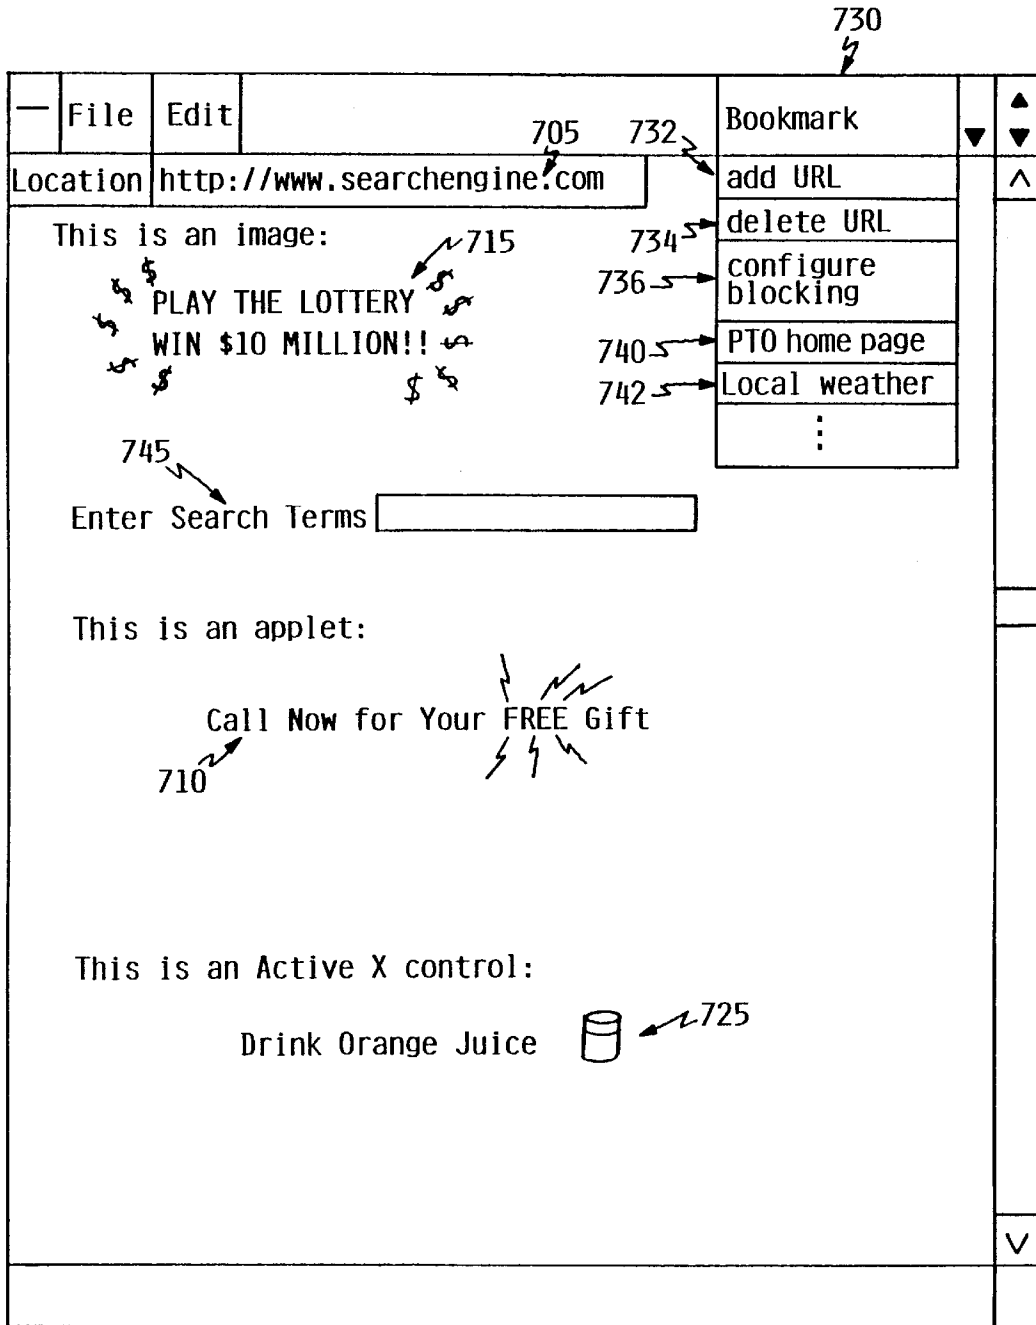 730
File Edit Bookmark
705 732
Location http://www.searchengine.com add URL
This is an image: 715 734 delete URL
736 configure
blocking
$ $ $ $ $ $ $ $ $ $
PLAY THE LOTTERY
WIN $10 MILLION!!
740 PTO home page
742 Local weather
745
Enter Search Terms
This is an applet:
Call Now for Your FREE Gift
710
This is an Active X control:
Drink Orange Juice 725